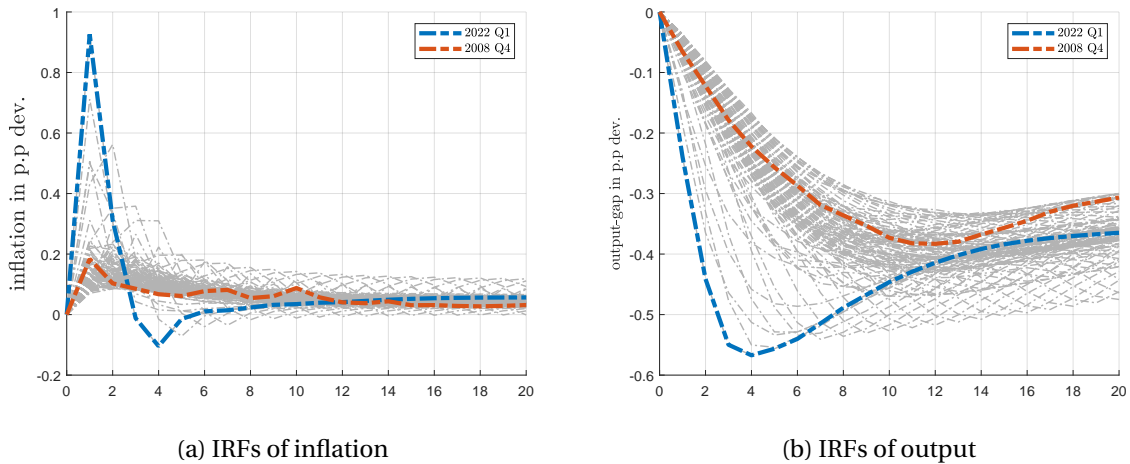 inflation in p.p dev.
1
0.8
0.6
0.4
0.2
0
-0.2
0 2 4 6 8 10 12 14 16 18 20
2022 Q1
2008 Q4
(a) IRFs of inflation
output-gap in p.p dev.
0
-0.1
-0.2
-0.3
-0.4
-0.5
-0.6
0 2 4 6 8 10 12 14 16 18 20
2022 Q1
2008 Q4
(b) IRFs of output